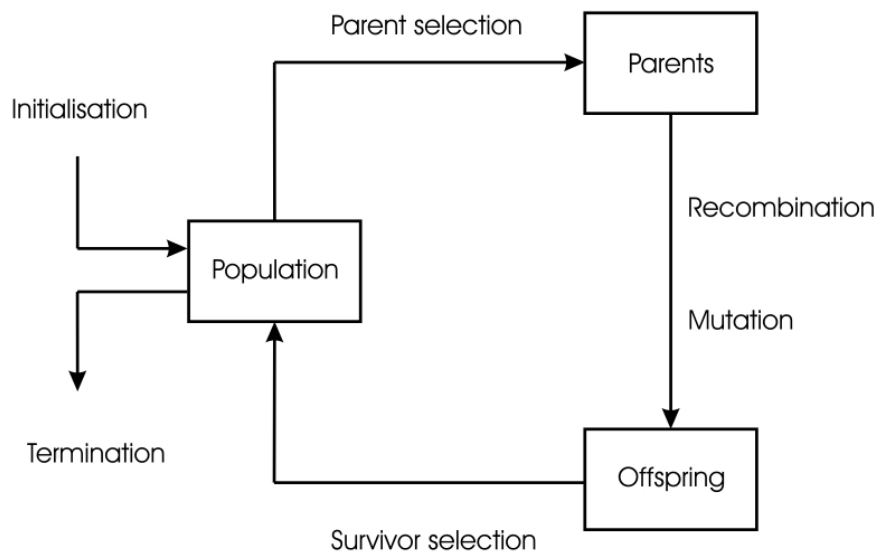 Parent selection
Parents
Initialisation
Recombination
Population
Mutation
Termination
Offspring
Survivor selection